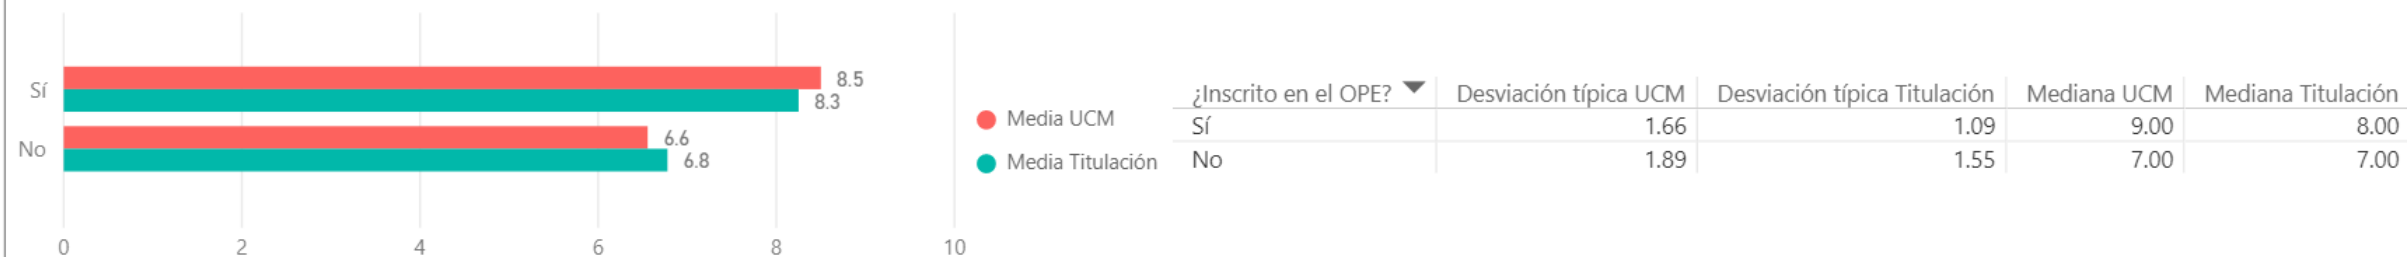 Sí
8.5
8.3
No
6.6
6.8
0 2 4 6 8 10
Media UCM
Media Titulación
¿Inscrito en el OPE? Desviación típica UCM Desviación típica Titulación Mediana UCM Mediana Titulación
Sí 1.66 1.09 9.00 8.00
No 1.89 1.55 7.00 7.00